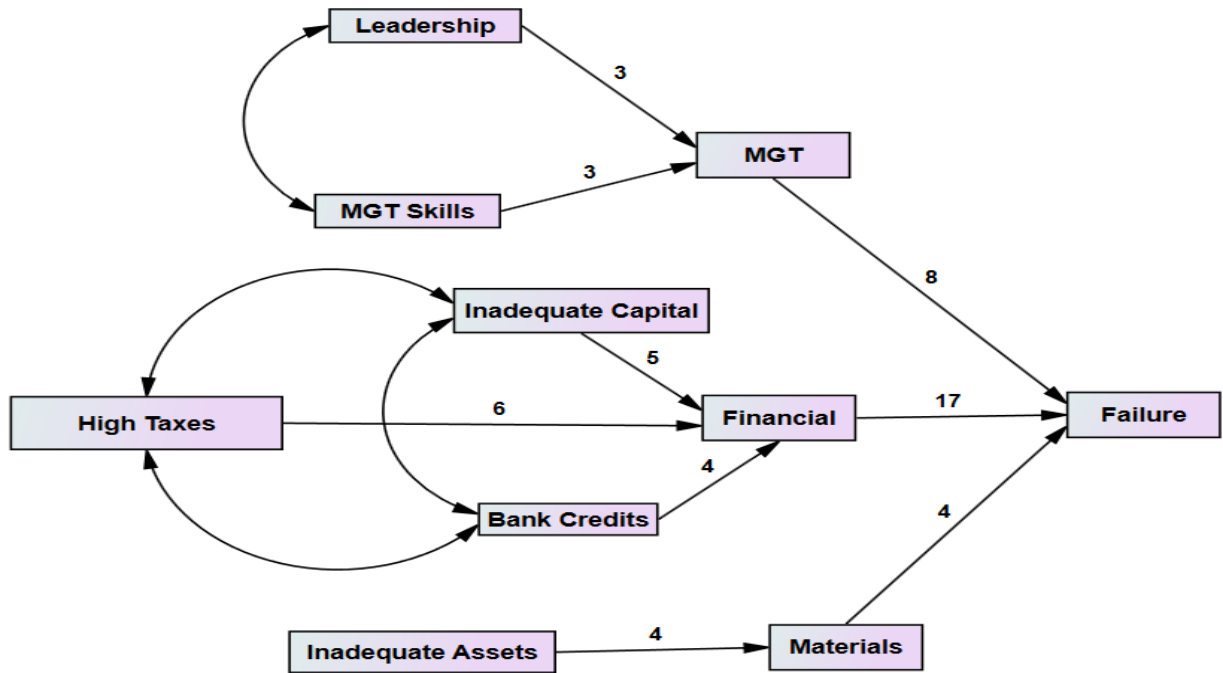 Leadership
3
MGT
3
MGT Skills
8
Inadequate Capital
5
High Taxes
6
Financial
17
Failure
4
Bank Credits
4
Inadequate Assets
4
Materials